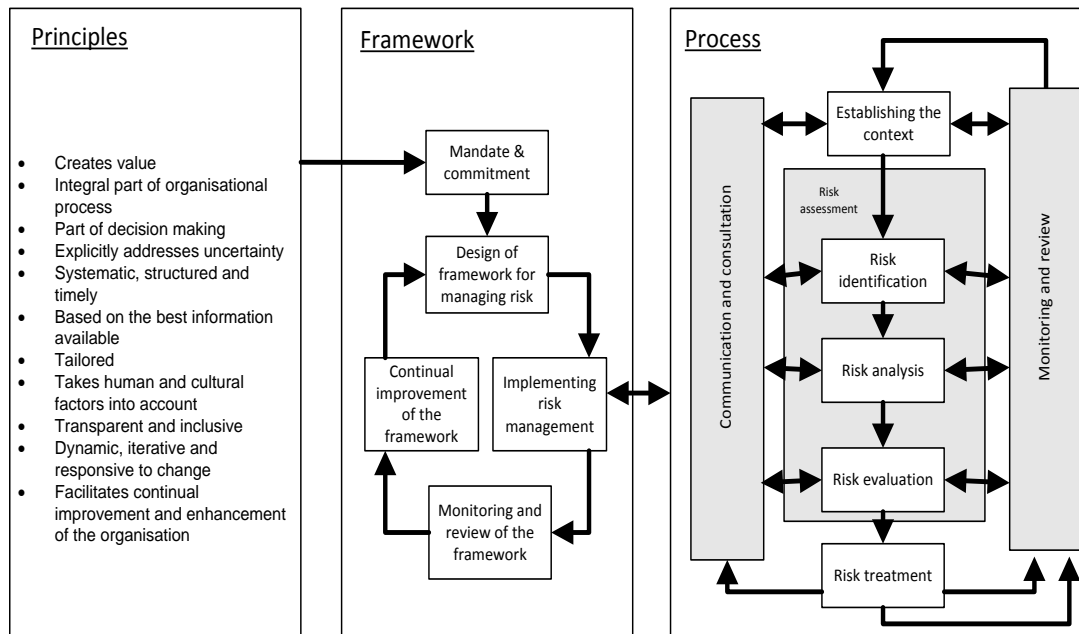 Principles
• Creates value
• Integral part of organisational
process
• Part of decision making
• Explicitly addresses uncertainty
• Systematic, structured and
timely
• Based on the best information
available
• Tailored
• Takes human and cultural
factors into account
• Transparent and inclusive
• Dynamic, iterative and
responsive to change
• Facilitates continual
improvement and enhancement
of the organisation
Framework
Mandate &
commitment
Design of
framework for
managing risk
Continual
improvement
of the
framework
Implementing
risk
management
Monitoring and
review of the
framework
Process
Communication and consultation
Establishing the
context
Risk
assessment
Risk
identification
Risk analysis
Risk evaluation
Risk treatment
Monitoring and review